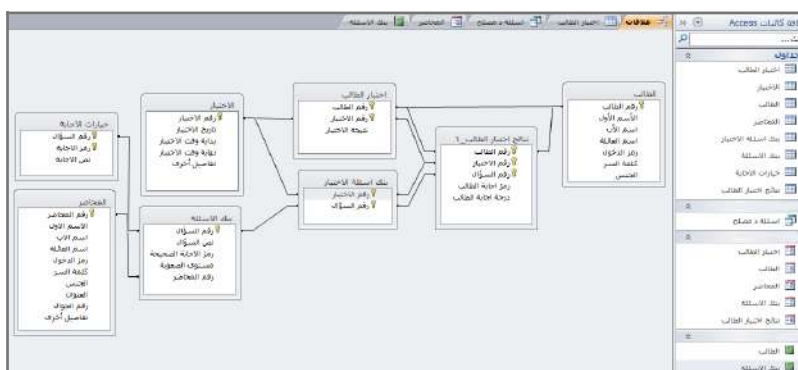 علاقات
اختبار الطالب
اسئلة د مصلح
المحاضر
بنك الاسئلة
كائنات Access
اختبار الطالب
الاختبار
الطالب
المحاضر
بنك اسئلة الاختبار
بنك الاسئلة
خيارات الاجابة
نتائج اختبار الطالب
اسئلة د مصلح
اختبار الطالب
الطالب
المحاضر
بنك الاسئلة
نتائج اختبار الطالب
الطالب
بنك الاسئلة
الطالب
رقم الطالب
الأسم الأول
اسم الأب
اسم العائلة
رمز الدخول
كلمة السر
الجنس
نتائج اختبار الطالب_٦
رقم الطالب
رقم الاختبار
رقم السؤال
رمز اجابة الطالب
درجة اجابة الطالب
اختبار الطالب
رقم الطالب
رقم الاختبار
نتيجة الاختبار
بنك اسئلة الاختبار
رقم الاختبار
رقم السؤال
الاختبار
رقم الاختبار
تاريخ الاختبار
بداية وقت الاختبار
نهاية وقت الاختبار
تفاصيل أخرى
بنك الاسئلة
رقم السؤال
نص السؤال
رمز الاجابة الصحيحة
مستوى الصعوبة
رقم المحاضر
خيارات الاجابة
رقم السؤال
رمز الاجابة
نص الاجابة
المحاضر
رقم المحاضر
الاسم الاول
اسم الاب
اسم العائلة
رمز الدخول
كلمة السر
الجنس
العنوان
رقم الجوال
تفاصيل أخرى